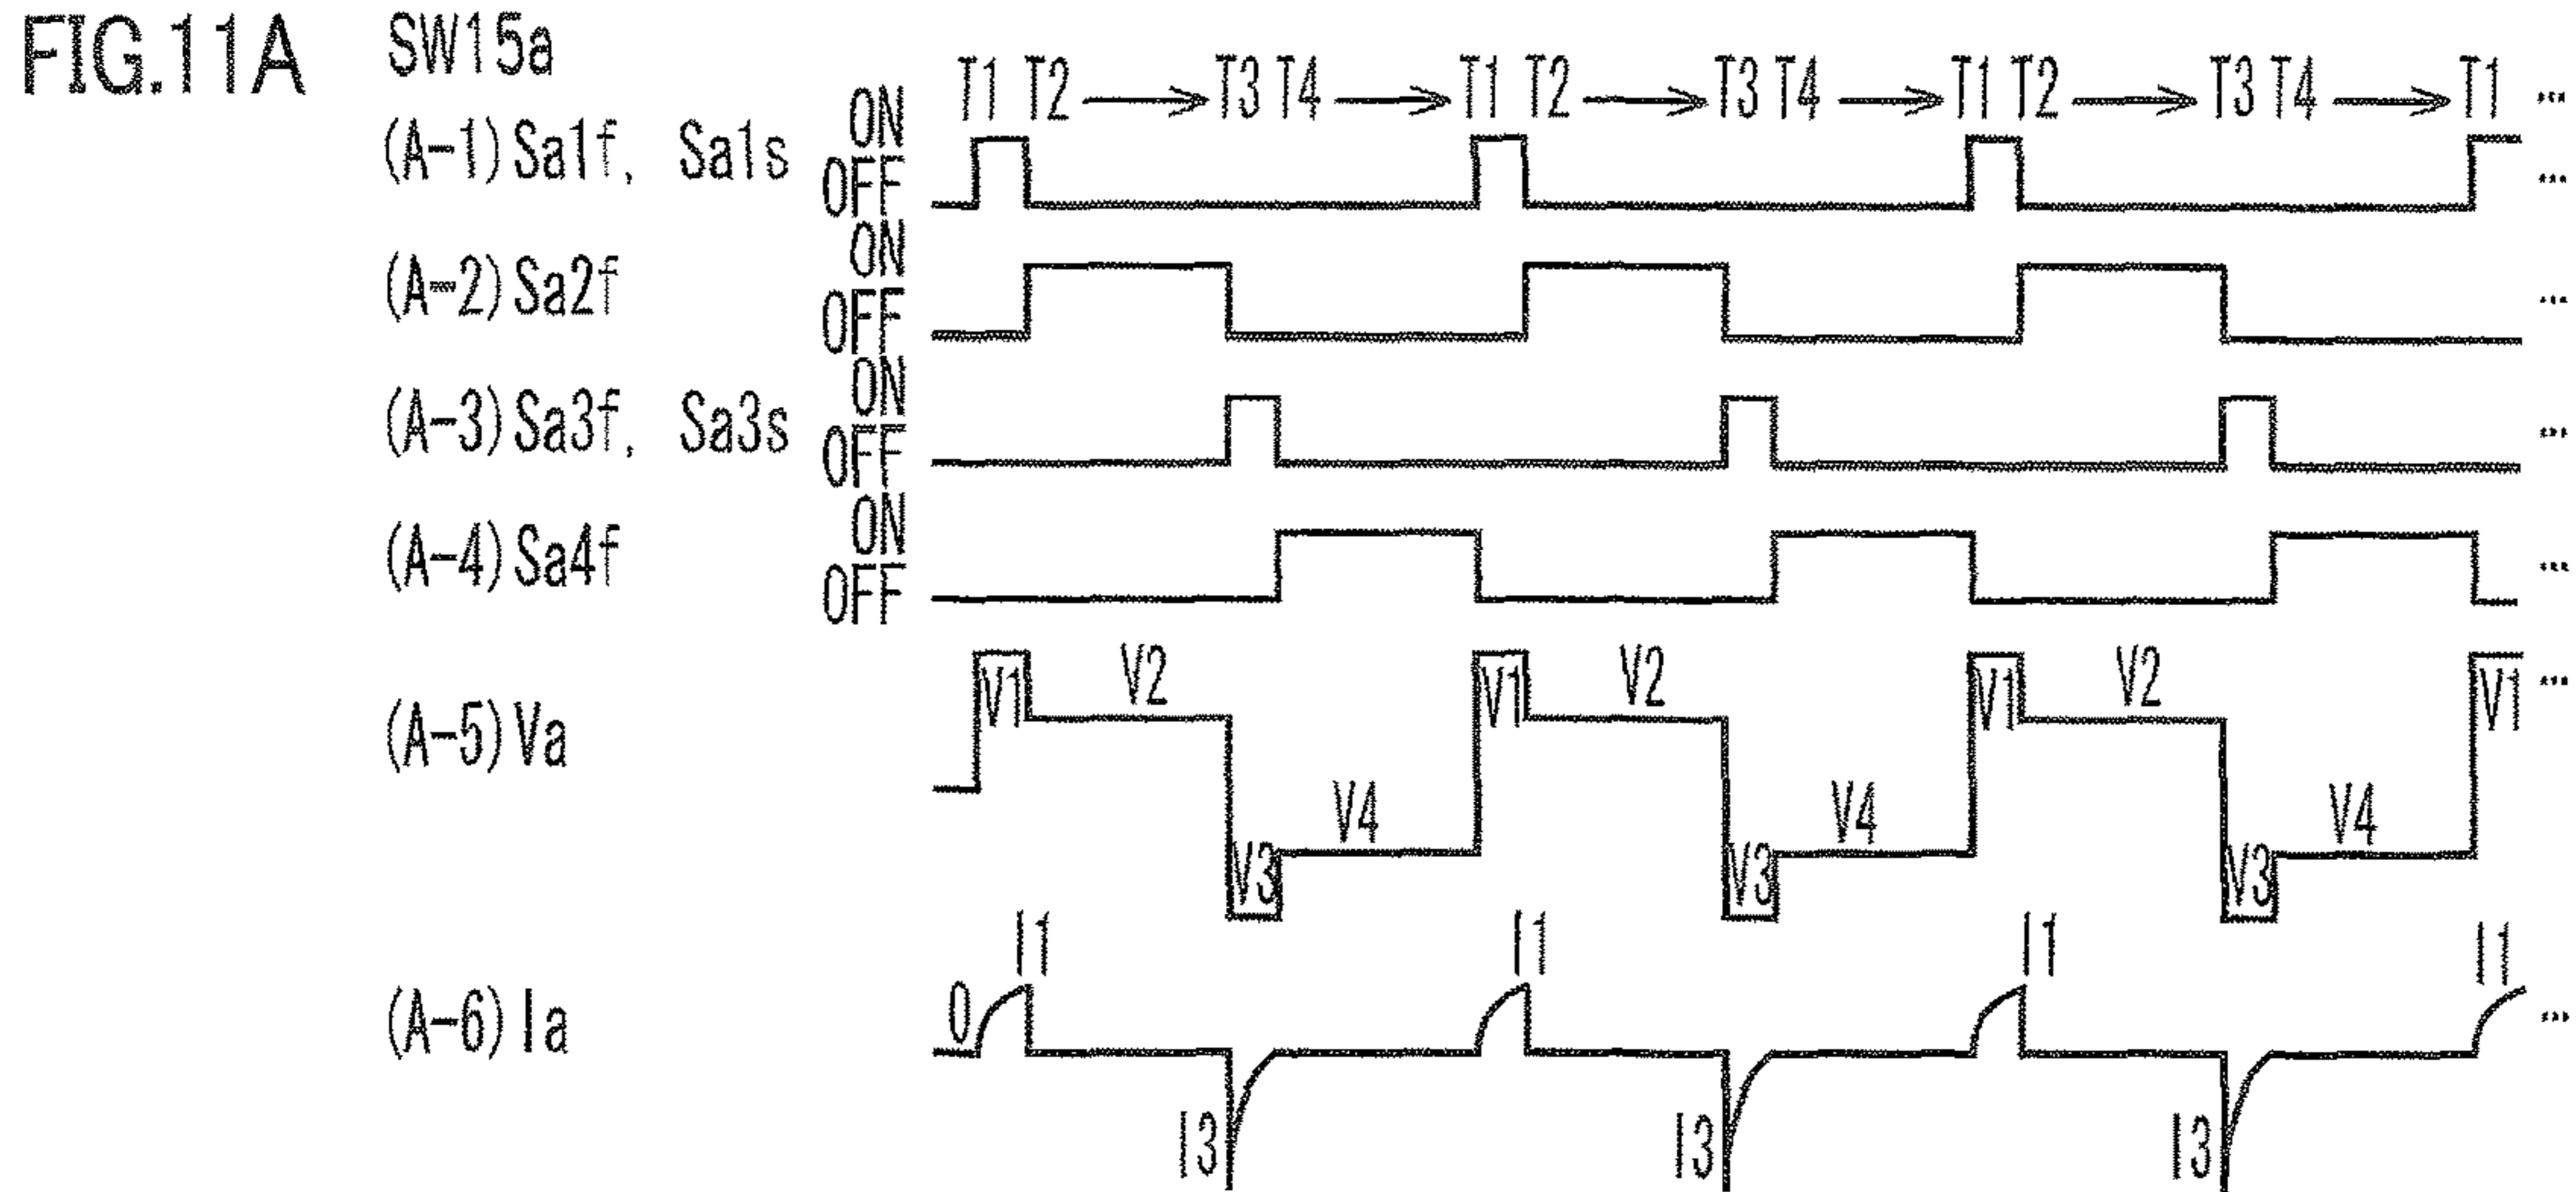 FIG.11A SW15a
T1 T2 T3 T4 T1 T2 T3 T4 T1 T2 T3 T4 T1 ...
(A-1) Sa1f, Sa1s ON OFF ...
(A-2) Sa2f ON OFF ...
(A-3) Sa3f, Sa3s ON OFF ...
(A-4) Sa4f ON OFF ...
(A-5) Va V1 V2 V3 V4 V1 V2 V3 V4 V1 V2 V3 V4 V1 ...
(A-6) Ia 0 I1 I3 I1 I3 I1 I3 I1 ...